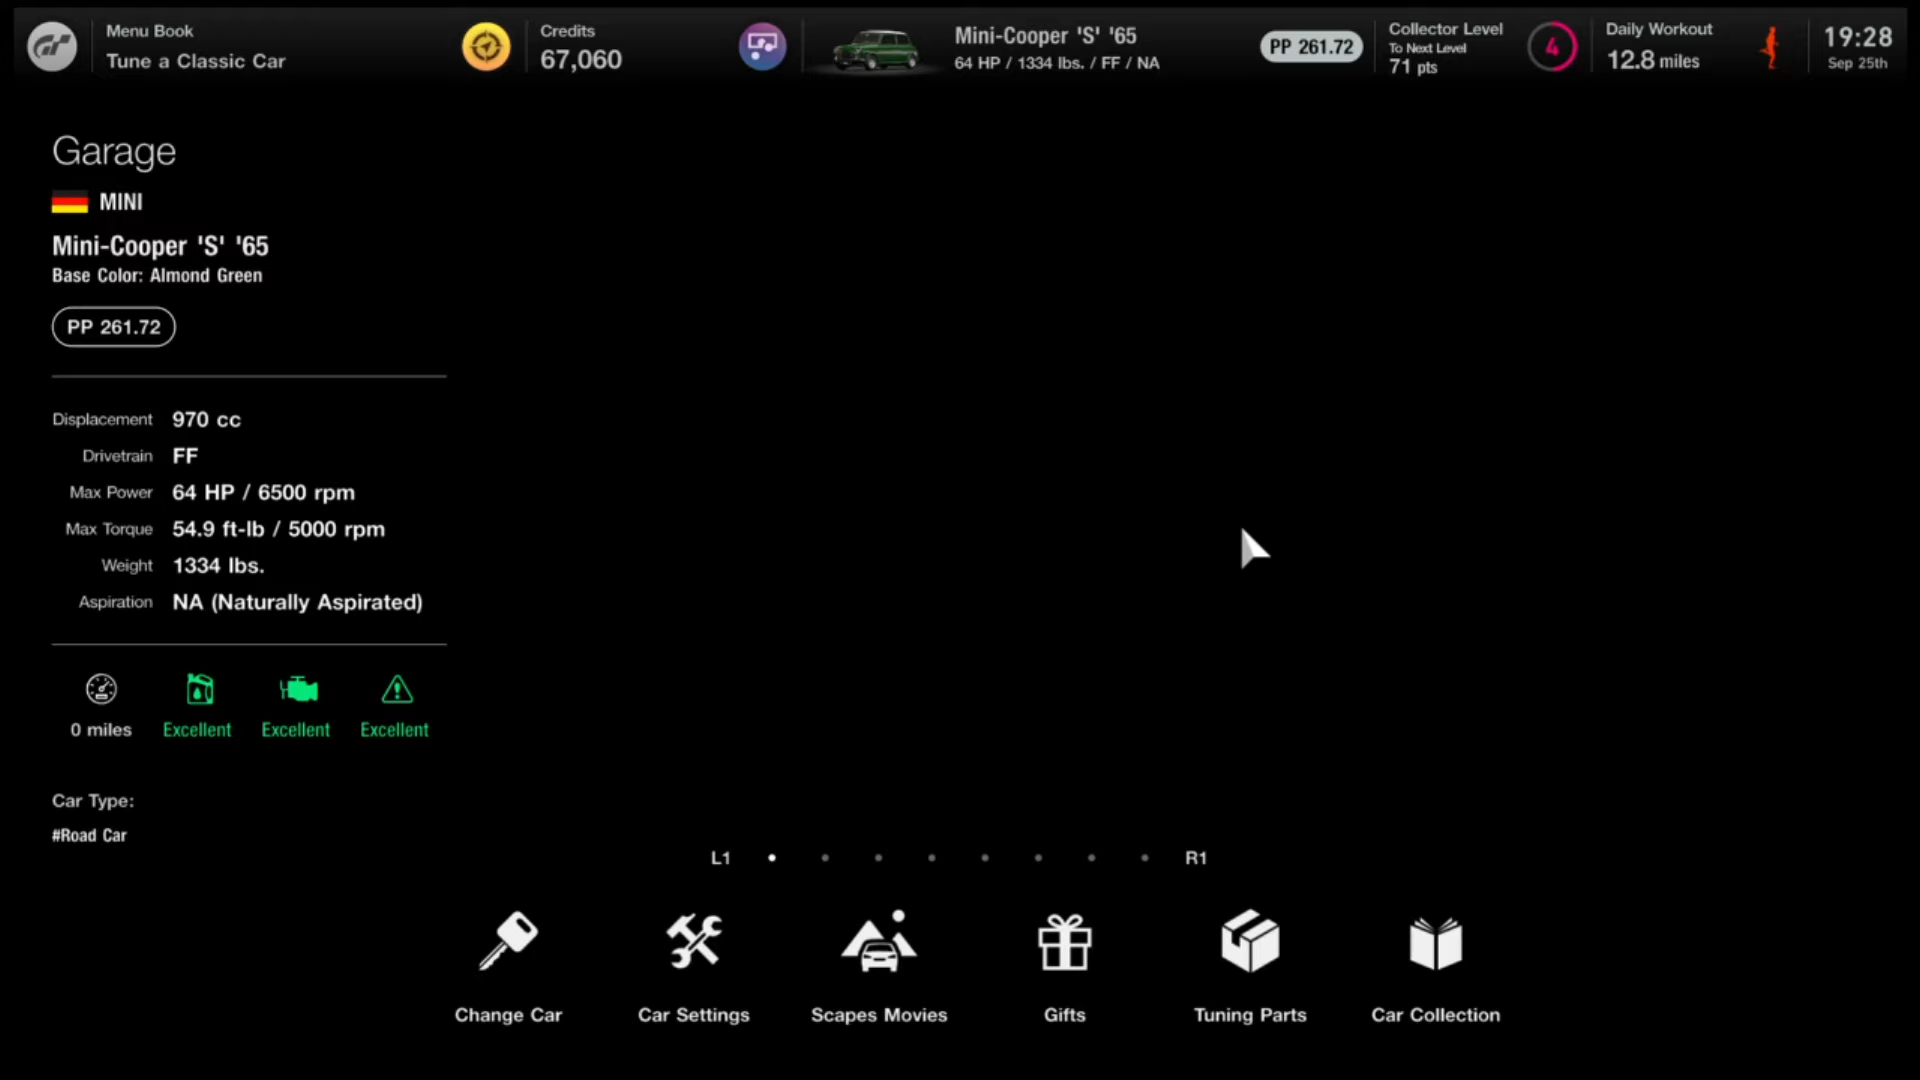 Menu Book
Tune a Classic Car
Credits
67,060
Mini-Cooper 'S' '65
64 HP / 1334 lbs. / FF / NA
PP 261.72
Collector Level
To Next Level
71 pts
4
Daily Workout
12.8 miles
19:28
Sep 25th
Garage
MINI
Mini-Cooper 'S' '65
Base Color: Almond Green
PP 261.72
Displacement 970 cc
Drivetrain FF
Max Power 64 HP / 6500 rpm
Max Torque 54.9 ft-lb / 5000 rpm
Weight 1334 lbs.
Aspiration NA (Naturally Aspirated)
0 miles Excellent Excellent Excellent
Car Type:
#Road Car
L1 R1
Change Car Car Settings Scapes Movies Gifts Tuning Parts Car Collection